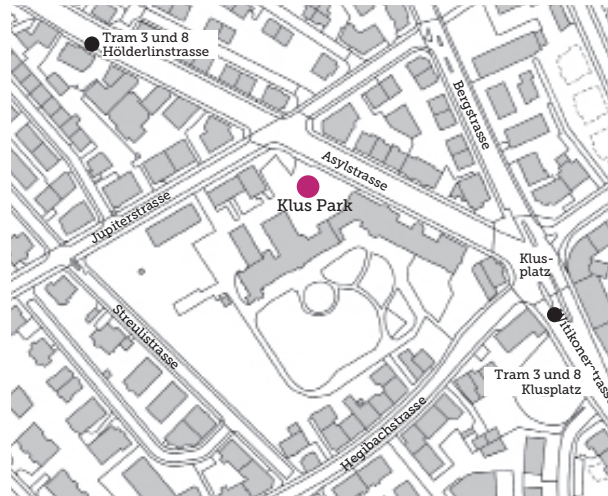 Tram 3 und 8
Hölderlinstrasse
Bergstrasse
Asylstrasse
Klus Park
Jupiterstrasse
Klus-
platz
Streulistrasse
Witikonerstrasse
Tram 3 und 8
Klusplatz
Hegibachstrasse